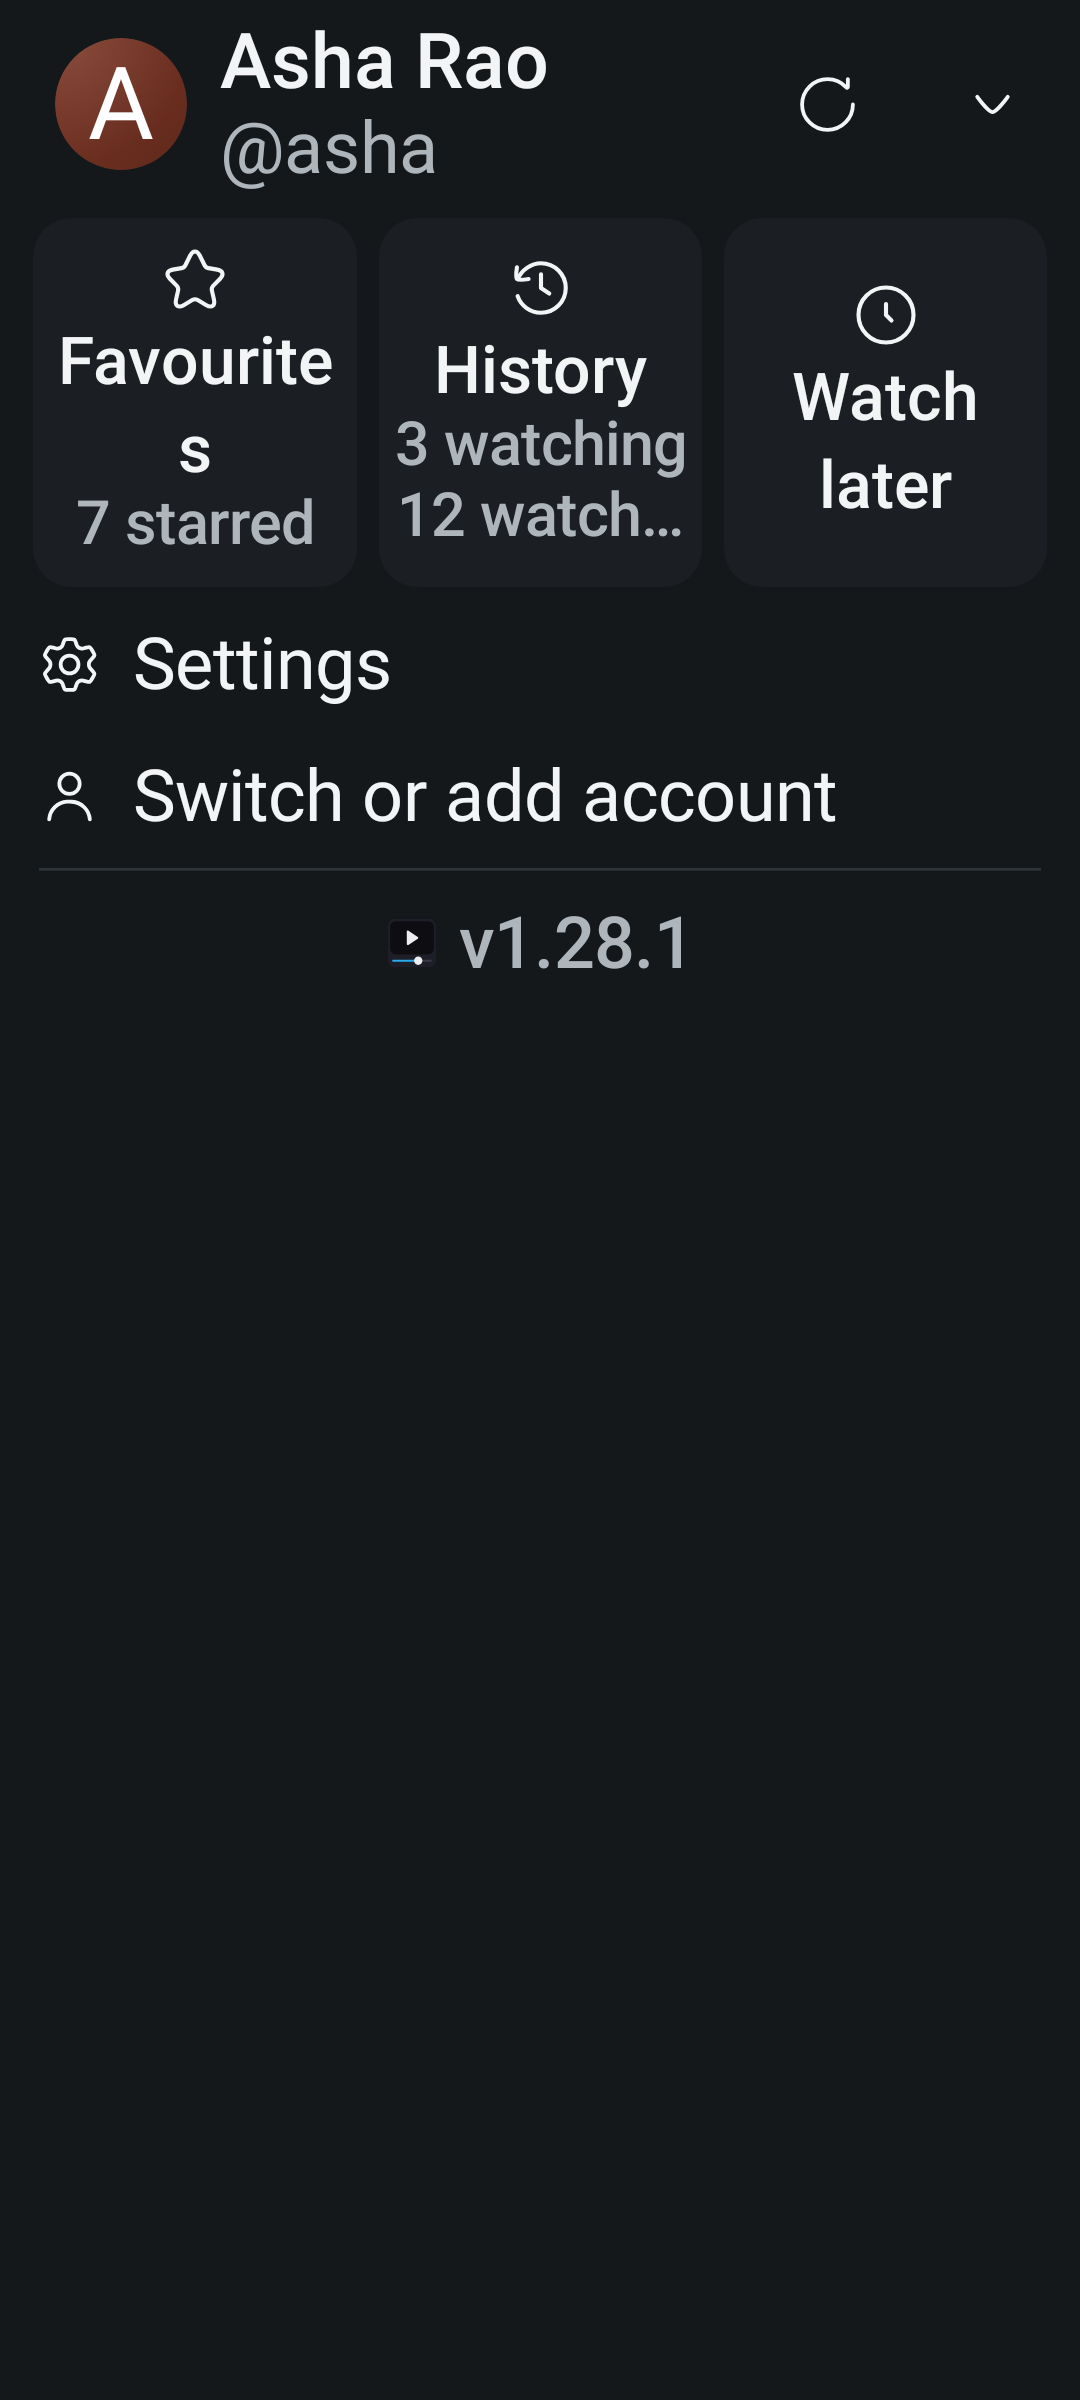 A
Asha Rao
@asha
Favourite
s
7 starred
History
3 watching
12 watch…
Watch
later
Settings
Switch or add account
v1.28.1